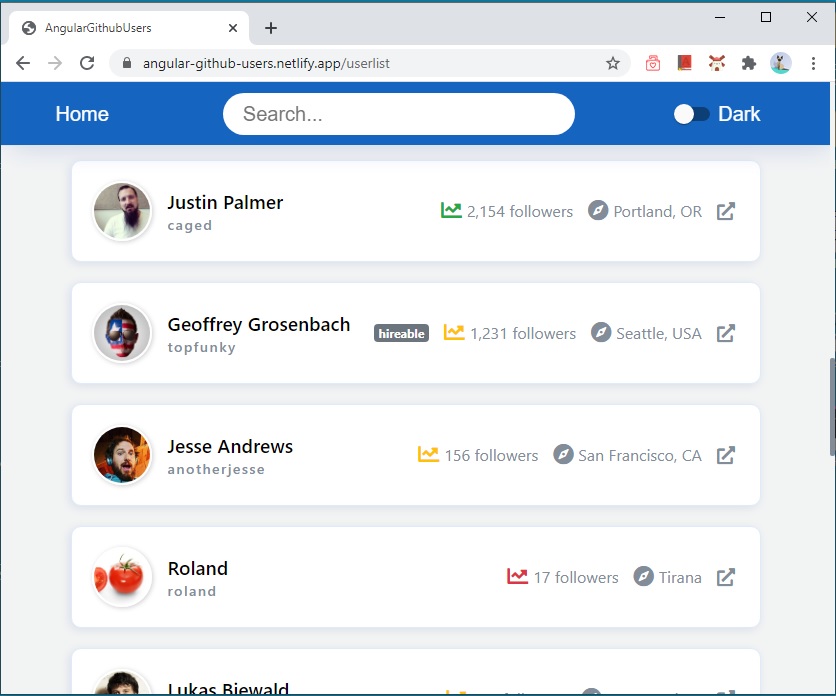 AngularGithubUsers
angular-github-users.netlify.app/userlist
Home
Search...
Dark
Justin Palmer
caged
2,154 followers
Portland, OR
Geoffrey Grosenbach
topfunky
hireable
1,231 followers
Seattle, USA
Jesse Andrews
anotherjesse
156 followers
San Francisco, CA
Roland
roland
17 followers
Tirana
Lukas Biewald